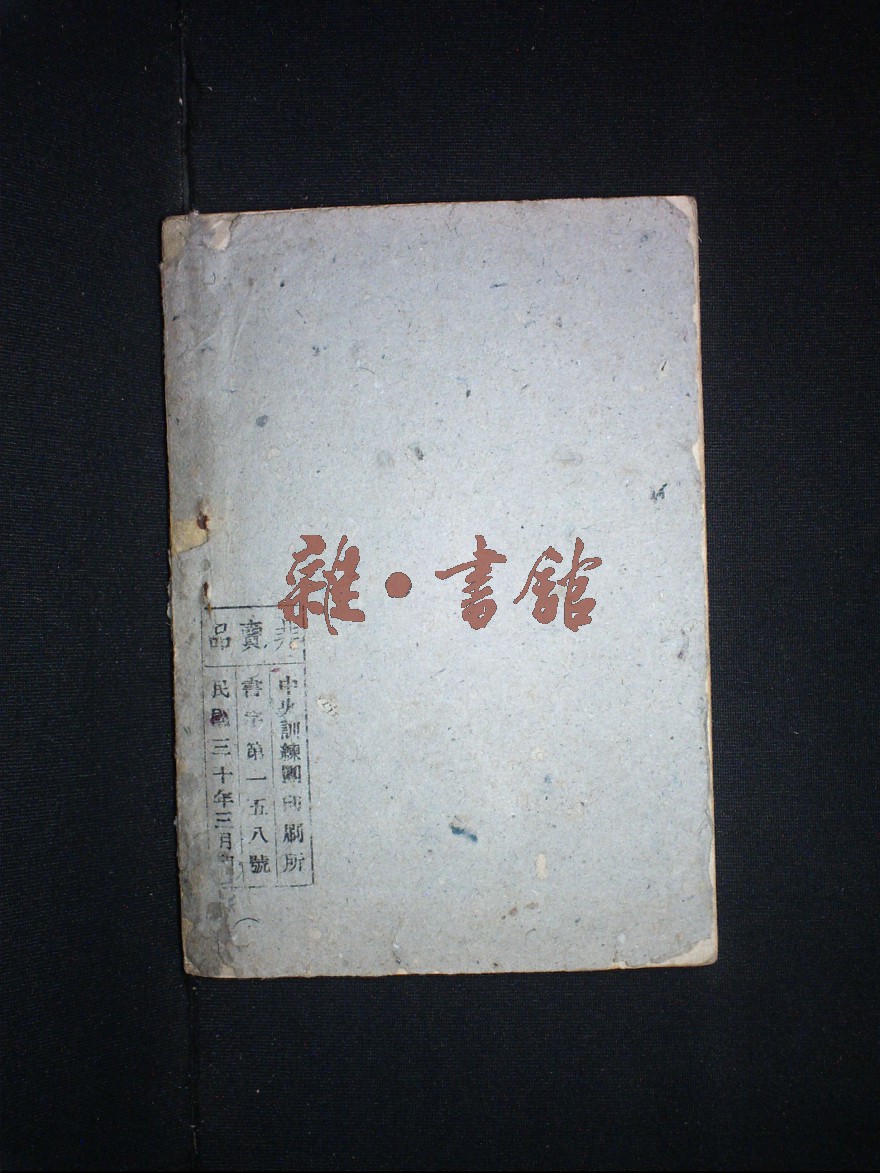 雜·書館
非賣品
中央訓練團印刷所
書字第一五八號
民國三十年三月